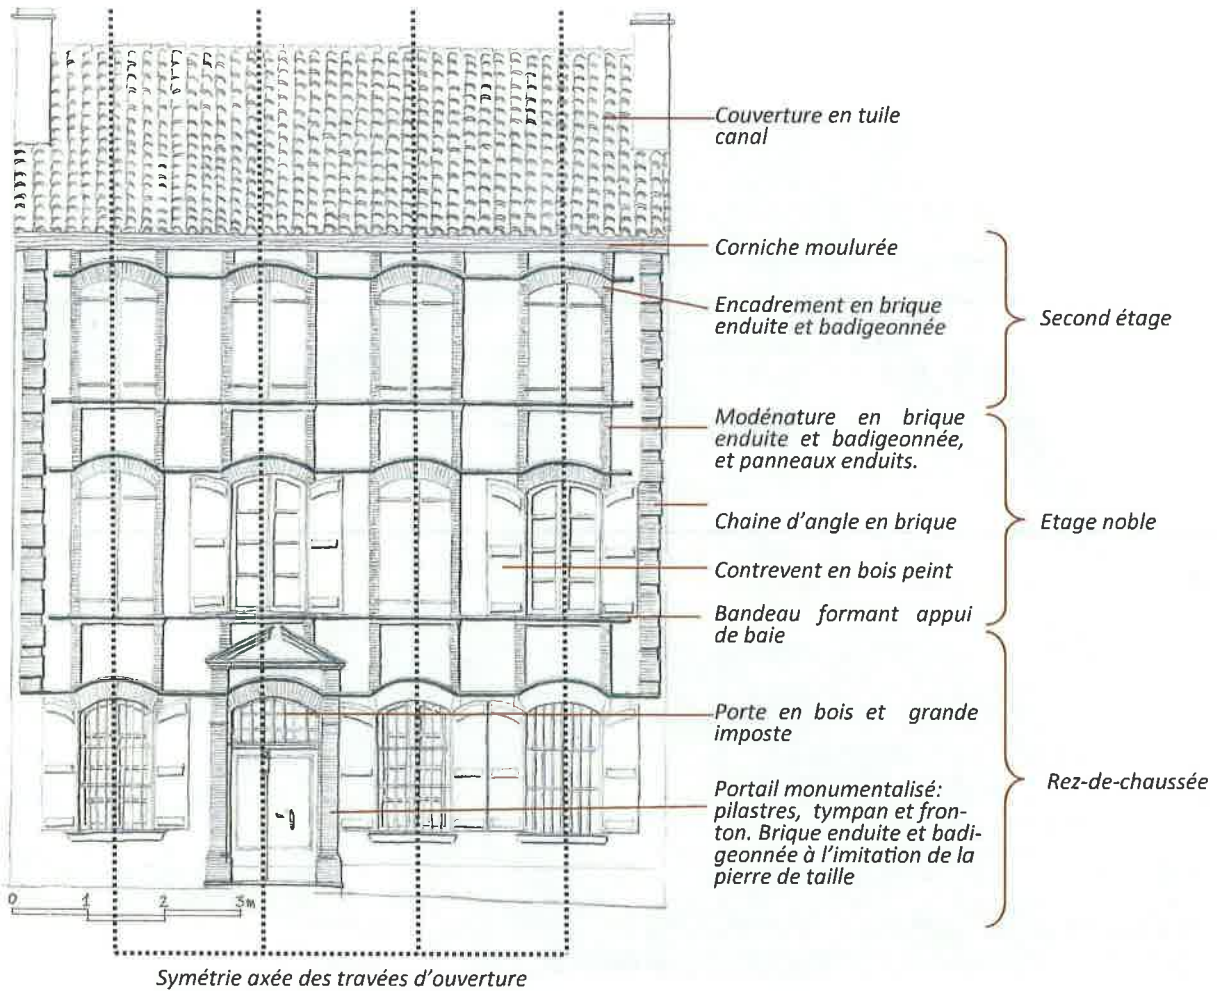 Couverture en tuile
canal
Corniche moulurée
Encadrement en brique
enduite et badigeonnée
Second étage
Modénature en brique
enduite et badigeonnée,
et panneaux enduits.
Chaine d'angle en brique
Etage noble
Contrevent en bois peint
Bandeau formant appui
de baie
Porte en bois et grande
imposte
Rez-de-chaussée
Portail monumentalisé:
pilastres, tympan et fron-
ton. Brique enduite et badi-
geonnée à l'imitation de la
pierre de taille
0 1 2 3m
Symétrie axée des travées d'ouverture